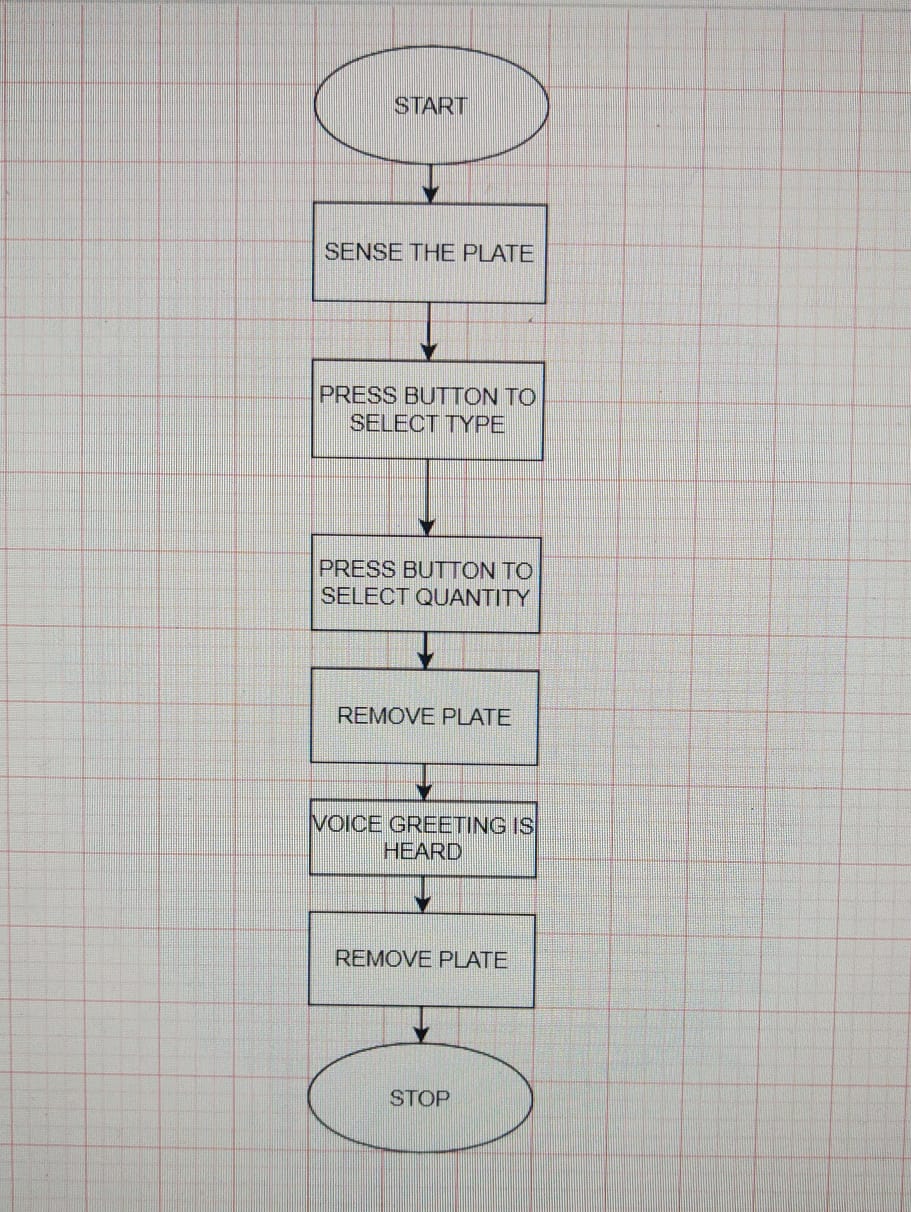 START
SENSE THE PLATE
PRESS BUTTON TO
SELECT TYPE
PRESS BUTTON TO
SELECT QUANTITY
REMOVE PLATE
VOICE GREETING IS
HEARD
REMOVE PLATE
STOP